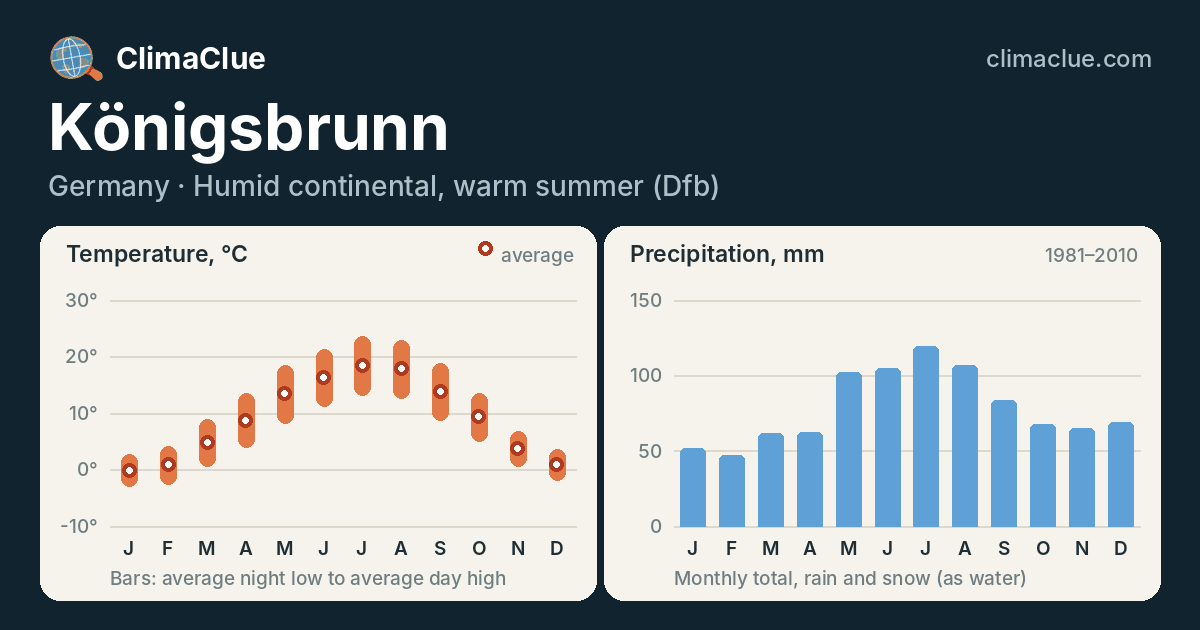 ClimaClue
climaclue.com
Königsbrunn
Germany · Humid continental, warm summer (Dfb)
Temperature, °C
average
30°
20°
10°
0°
-10°
J F M A M J J A S O N D
Bars: average night low to average day high
Precipitation, mm
1981–2010
150
100
50
0
J F M A M J J A S O N D
Monthly total, rain and snow (as water)